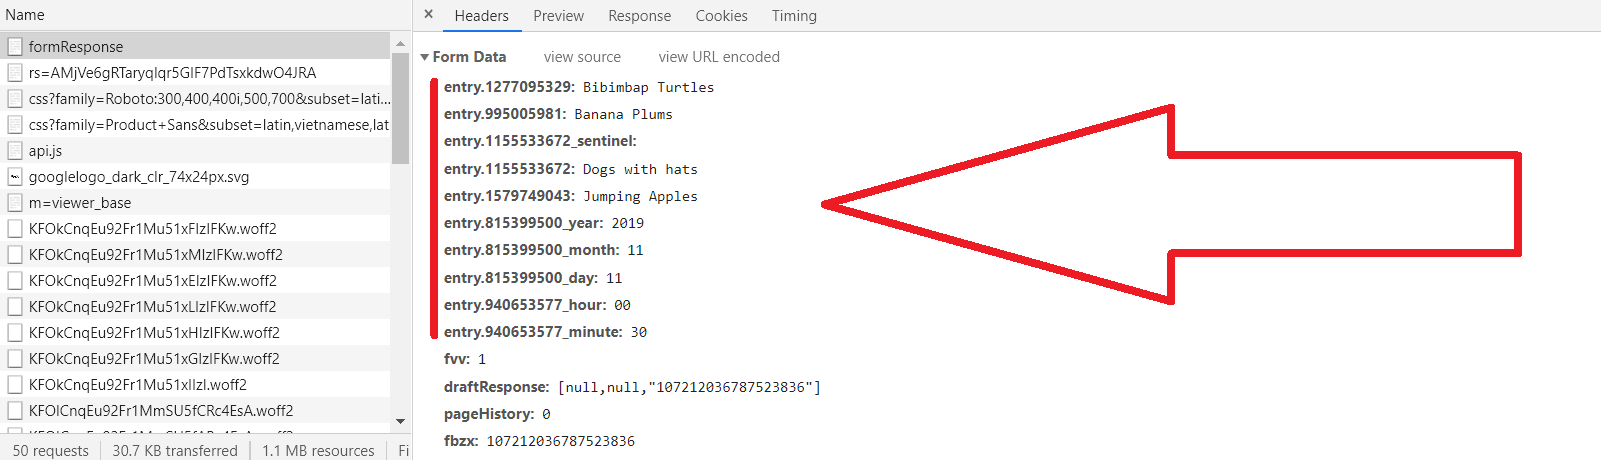 Name
formResponse
rs=AMjVe6gRTaryqIqr5GIF7PdTsxkdwO4JRA
css?family=Roboto:300,400,400i,500,700&subset=lati...
css?family=Product+Sans&subset=latin,vietnamese,lat
api.js
googlelogo_dark_clr_74x24px.svg
m=viewer_base
KFOkCnqEu92Fr1Mu51xFIzIFKw.woff2
KFOkCnqEu92Fr1Mu51xMIzIFKw.woff2
KFOkCnqEu92Fr1Mu51xEIzIFKw.woff2
KFOkCnqEu92Fr1Mu51xLIzIFKw.woff2
KFOkCnqEu92Fr1Mu51xHIzIFKw.woff2
KFOkCnqEu92Fr1Mu51xGIzIFKw.woff2
KFOkCnqEu92Fr1Mu51xIIzI.woff2
KFOlCnqEu92Fr1MmSU5fCRc4EsA.woff2
50 requests 30.7 KB transferred 1.1 MB resources Fi
× Headers Preview Response Cookies Timing
▼ Form Data view source view URL encoded
entry.1277095329: Bibimbap Turtles
entry.995005981: Banana Plums
entry.1155533672_sentinel:
entry.1155533672: Dogs with hats
entry.1579749043: Jumping Apples
entry.815399500_year: 2019
entry.815399500_month: 11
entry.815399500_day: 11
entry.940653577_hour: 00
entry.940653577_minute: 30
fvv: 1
draftResponse: [null,null,"107212036787523836"]
pageHistory: 0
fbzx: 107212036787523836